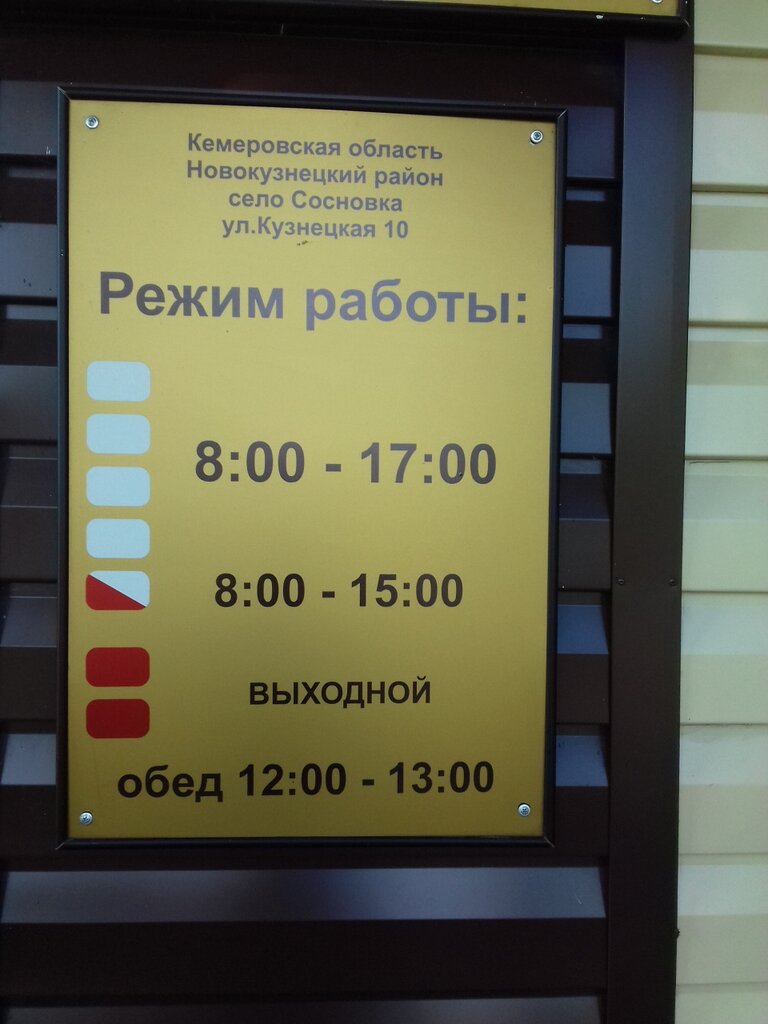 Кемеровская область
Новокузнецкий район
село Сосновка
ул.Кузнецкая 10
Режим работы:
8:00 - 17:00
8:00 - 15:00
выходной
обед 12:00 - 13:00